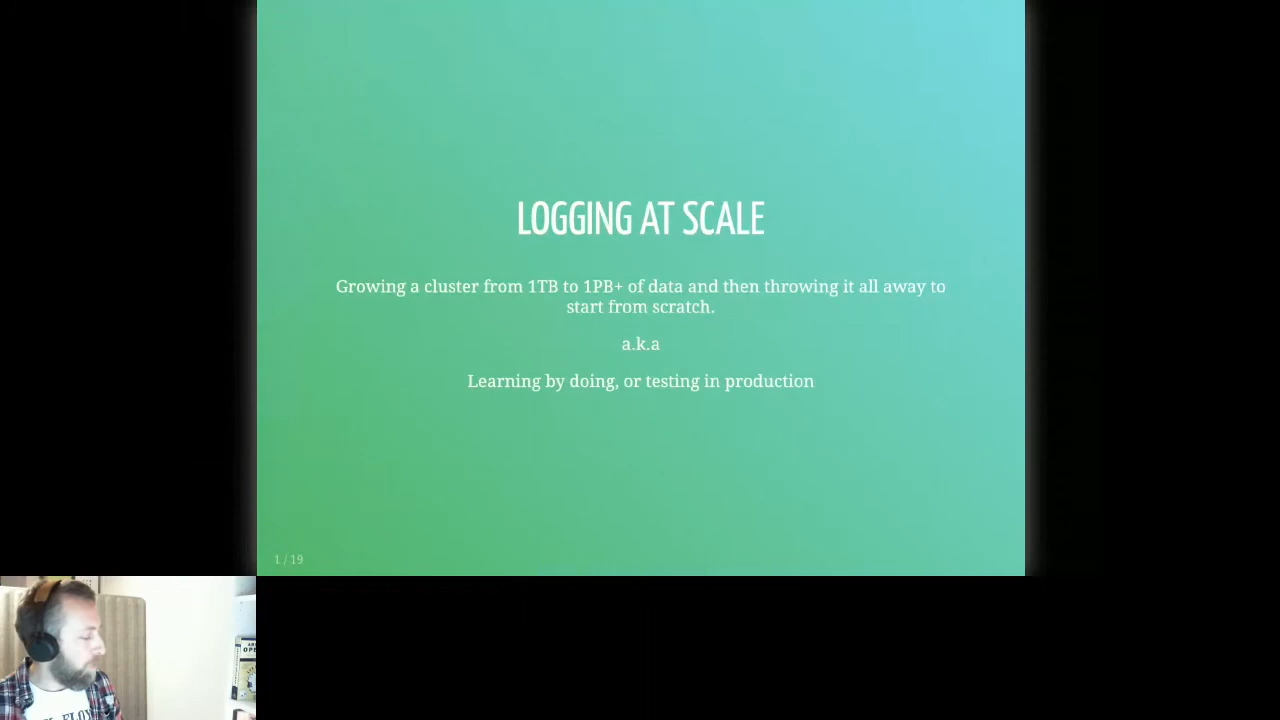 LOGGING AT SCALE
Growing a cluster from 1TB to 1PB+ of data and then throwing it all away to
start from scratch.
a.k.a
Learning by doing, or testing in production
1 / 19